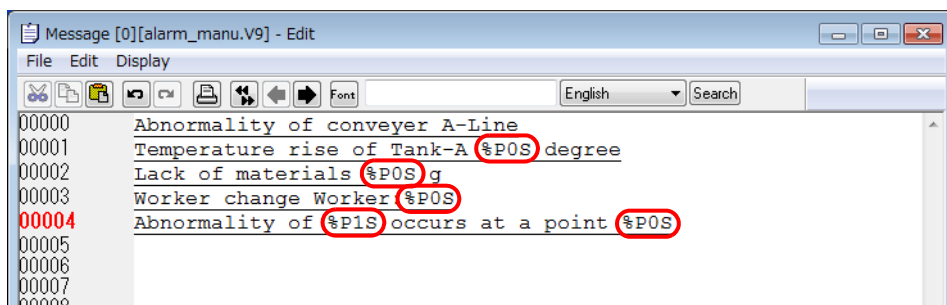 Message [0][alarm_manu.V9] - Edit
File Edit Display
Font English Search
00000 Abnormality of conveyer A-Line
00001 Temperature rise of Tank-A %P0S degree
00002 Lack of materials %P0S g
00003 Worker change Worker:%P0S
00004 Abnormality of %P1S occurs at a point %P0S
00005
00006
00007
00008